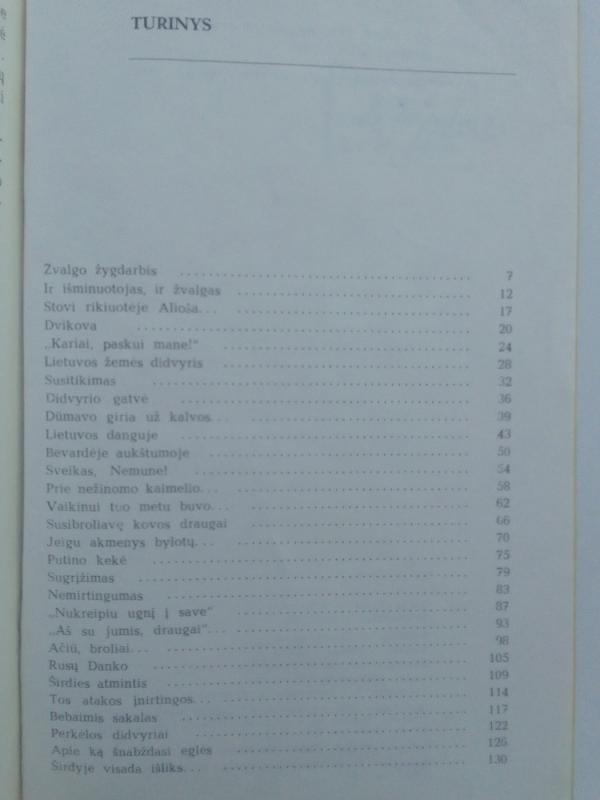 TURINYS
Žvalgo žygdarbis 7
Ir išminuotojas, ir žvalgas 12
Stovi rikiuotėje Alioša... 17
Dvikova 20
„Kariai, paskui mane!“ 24
Lietuvos žemės didvyris 28
Susitikimas 32
Didvyrio gatvė 36
Dūmavo giria už kalvos... 39
Lietuvos danguje 43
Bevardėje aukštumoje 50
Sveikas, Nemune! 54
Prie nežinomo kaimelio... 58
Vaikinui tuo metu buvo... 62
Susibroliavę kovos draugai 66
Jeigu akmenys bylotų... 70
Putino kekė 75
Sugrįžimas 79
Nemirtingumas 83
„Nukreipiu ugnį į save“ 87
„Aš su jumis, draugai“... 93
Ačiū, broliai... 98
Rusų Danko 105
Širdies atmintis 109
Tos atakos įnirtingos... 114
Bebaimis sakalas 117
Perkėlos didvyriai 122
Apie ką šnabždasi eglės 126
Širdyje visada išliks... 130